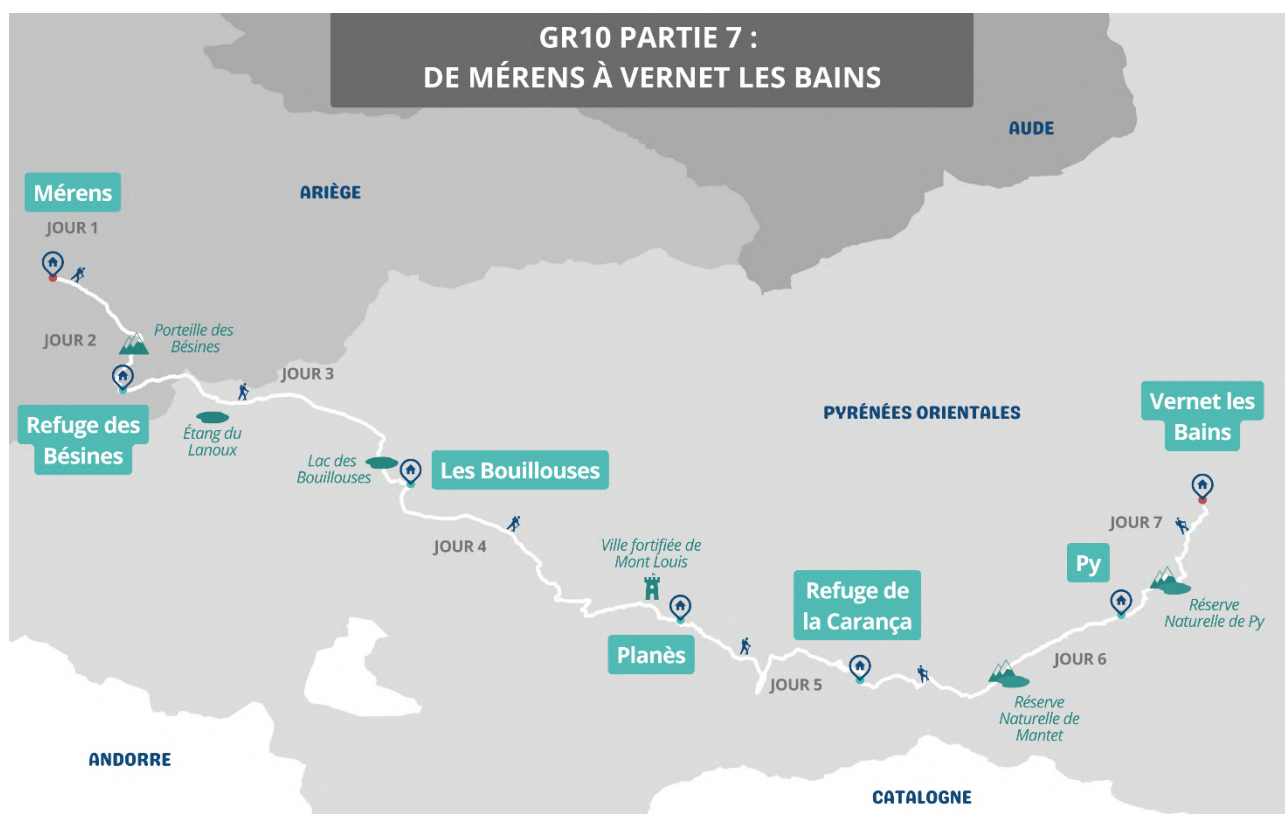 GR10 PARTIE 7 :
DE MÉRENS À VERNET LES BAINS
AUDE
ARIÈGE
Mérens
JOUR 1
JOUR 2
Porteille des
Bésines
JOUR 3
Refuge des
Bésines
Étang du
Lanoux
Lac des
Bouillouses
Les Bouillouses
PYRÉNÉES ORIENTALES
Vernet les
Bains
JOUR 4
JOUR 7
Ville fortifiée de
Mont Louis
Py
Refuge de
la Carança
Réserve
Naturelle de Py
Planès
JOUR 5
JOUR 6
Réserve
Naturelle de
Mantet
ANDORRE
CATALOGNE